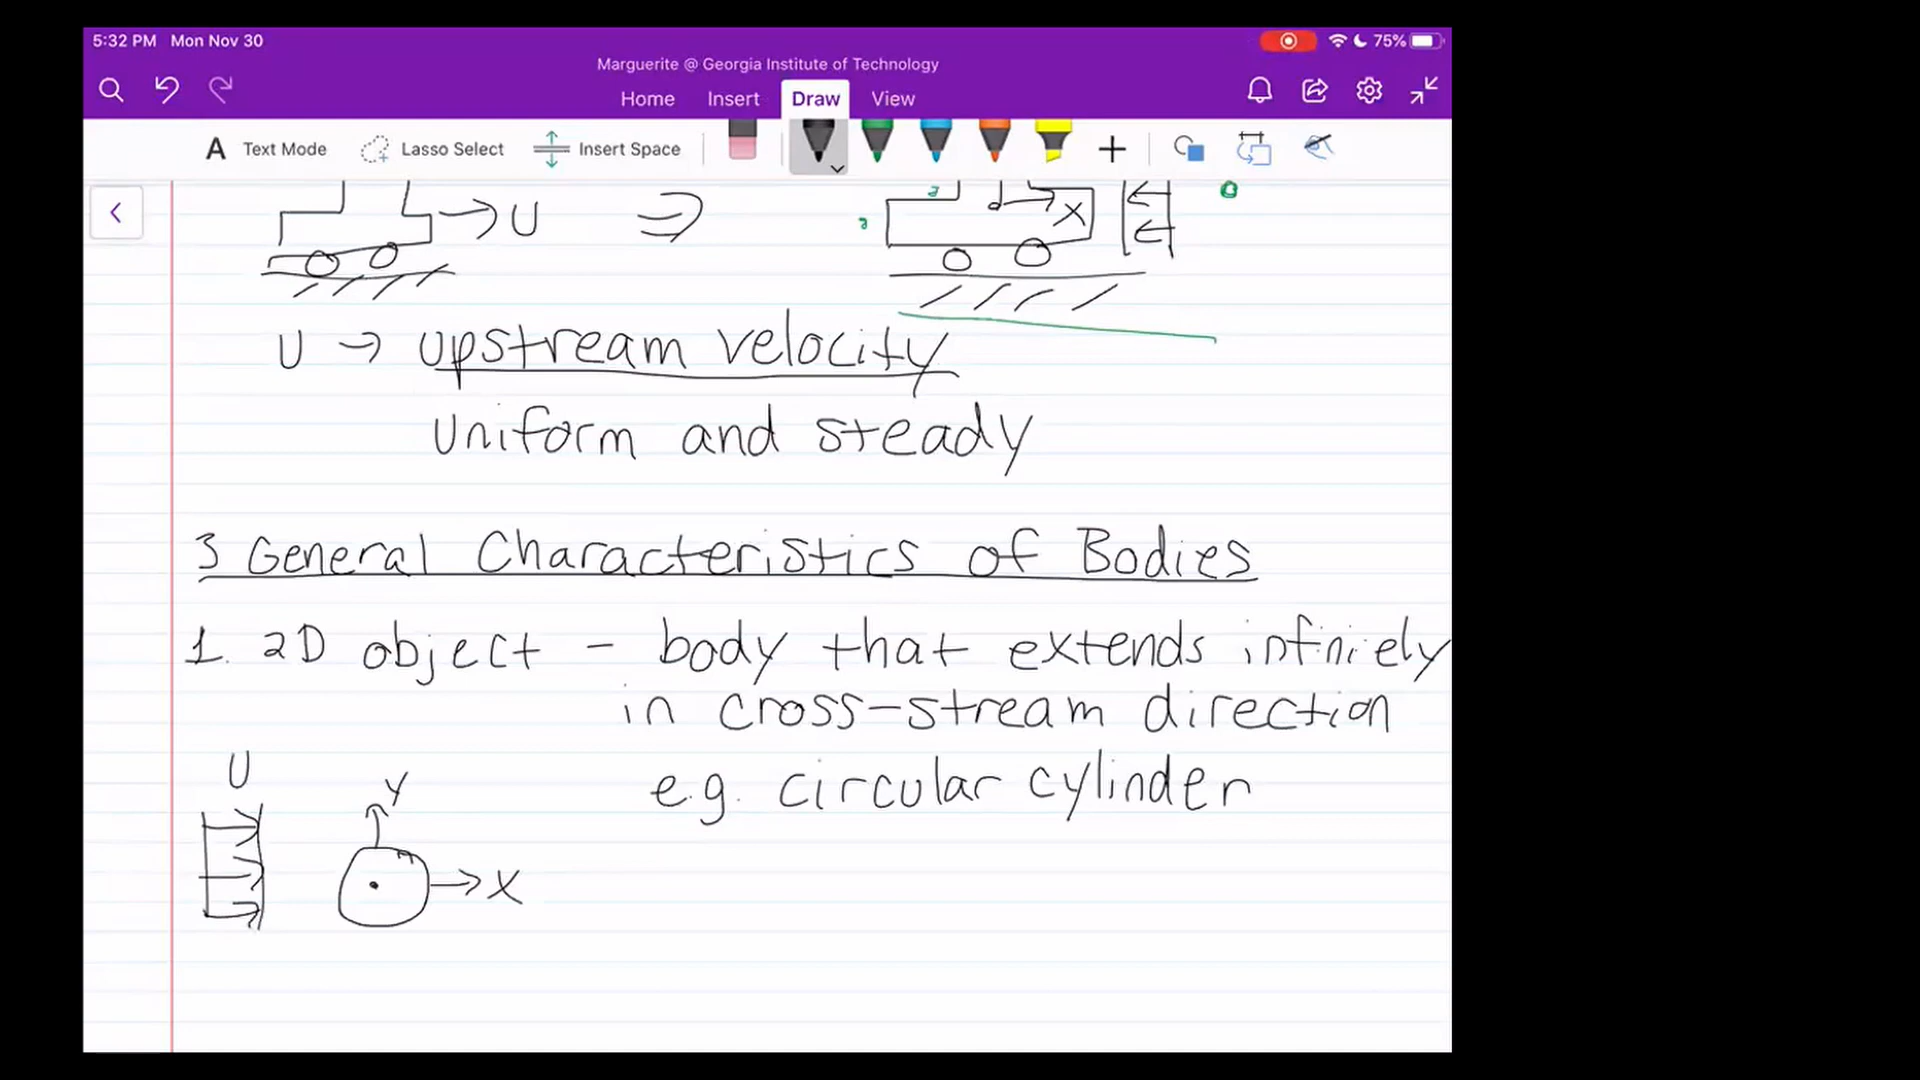 5:32 PM Mon Nov 30
75%
Marguerite @ Georgia Institute of Technology
Home Insert Draw View
A Text Mode Lasso Select Insert Space
→ U ⇒ X
U → upstream velocity
uniform and steady
3 General Characteristics of Bodies
1. 2D object - body that extends infiniely
in cross-stream direction
e.g. circular cylinder
U
Y
X